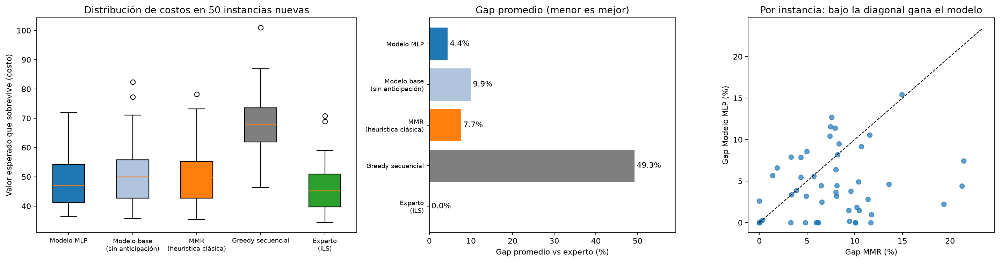 Distribución de costos en 50 instancias nuevas
Valor esperado que sobrevive (costo)
100
90
80
70
60
50
40
Modelo MLP
Modelo base
(sin anticipación)
MMR
(heurística clásica)
Greedy secuencial
Experto
(ILS)
Gap promedio (menor es mejor)
Modelo MLP
4.4%
Modelo base
(sin anticipación)
9.9%
MMR
(heurística clásica)
7.7%
Greedy secuencial
49.3%
Experto
(ILS)
0.0%
0 10 20 30 40 50
Gap promedio vs experto (%)
Por instancia: bajo la diagonal gana el modelo
Gap Modelo MLP (%)
20
15
10
5
0
0 5 10 15 20
Gap MMR (%)